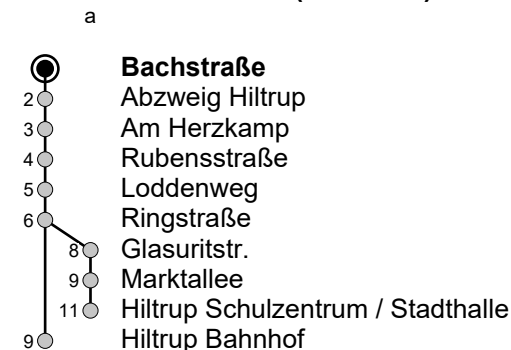 a
Bachstraße
2 Abzweig Hiltrup
3 Am Herzkamp
4 Rubensstraße
5 Loddenweg
6 Ringstraße
8 Glasuritstr.
9 Marktallee
11 Hiltrup Schulzentrum / Stadthalle
9 Hiltrup Bahnhof